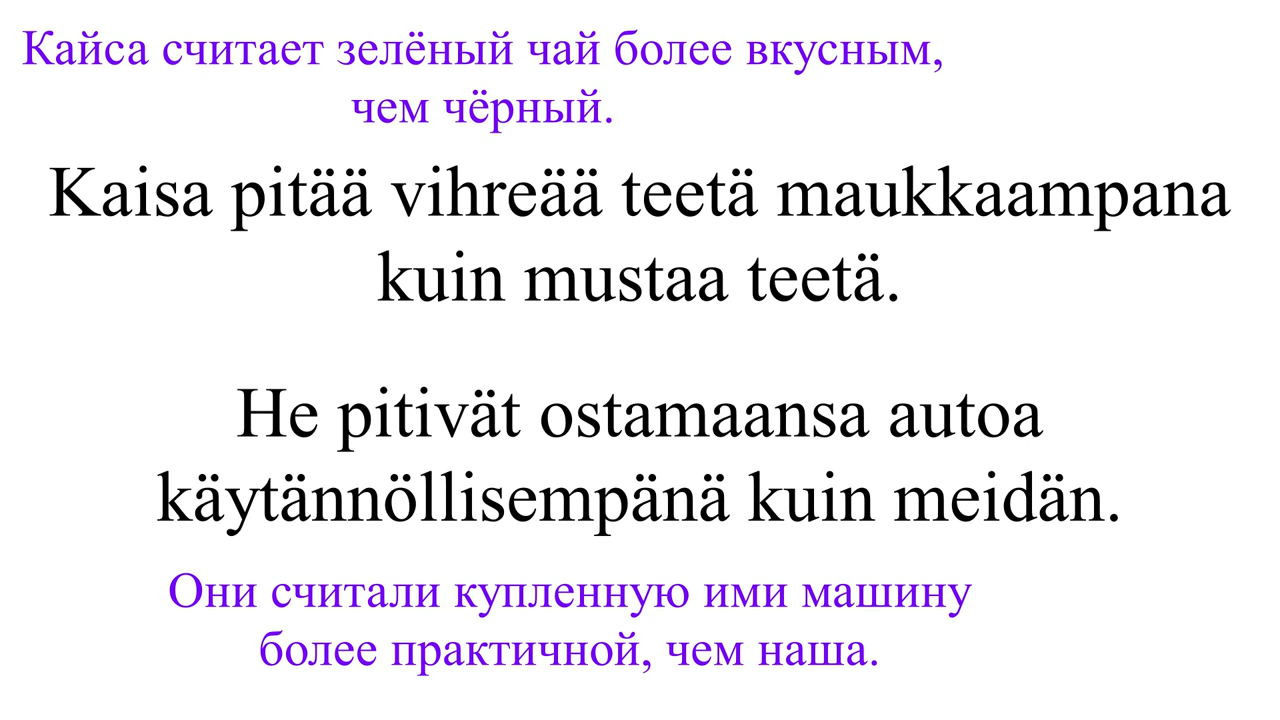 Кайса считает зелёный чай более вкусным,
чем чёрный.
Kaisa pitää vihreää teetä maukkaampana
kuin mustaa teetä.
He pitivät ostamaansa autoa
käytännöllisempänä kuin meidän.
Они считали купленную ими машину
более практичной, чем наша.